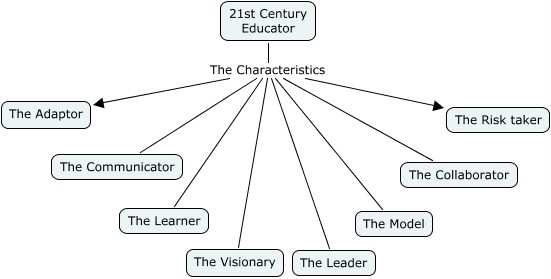 21st Century
Educator
The Characteristics
The Adaptor
The Risk taker
The Communicator
The Collaborator
The Learner
The Model
The Visionary
The Leader